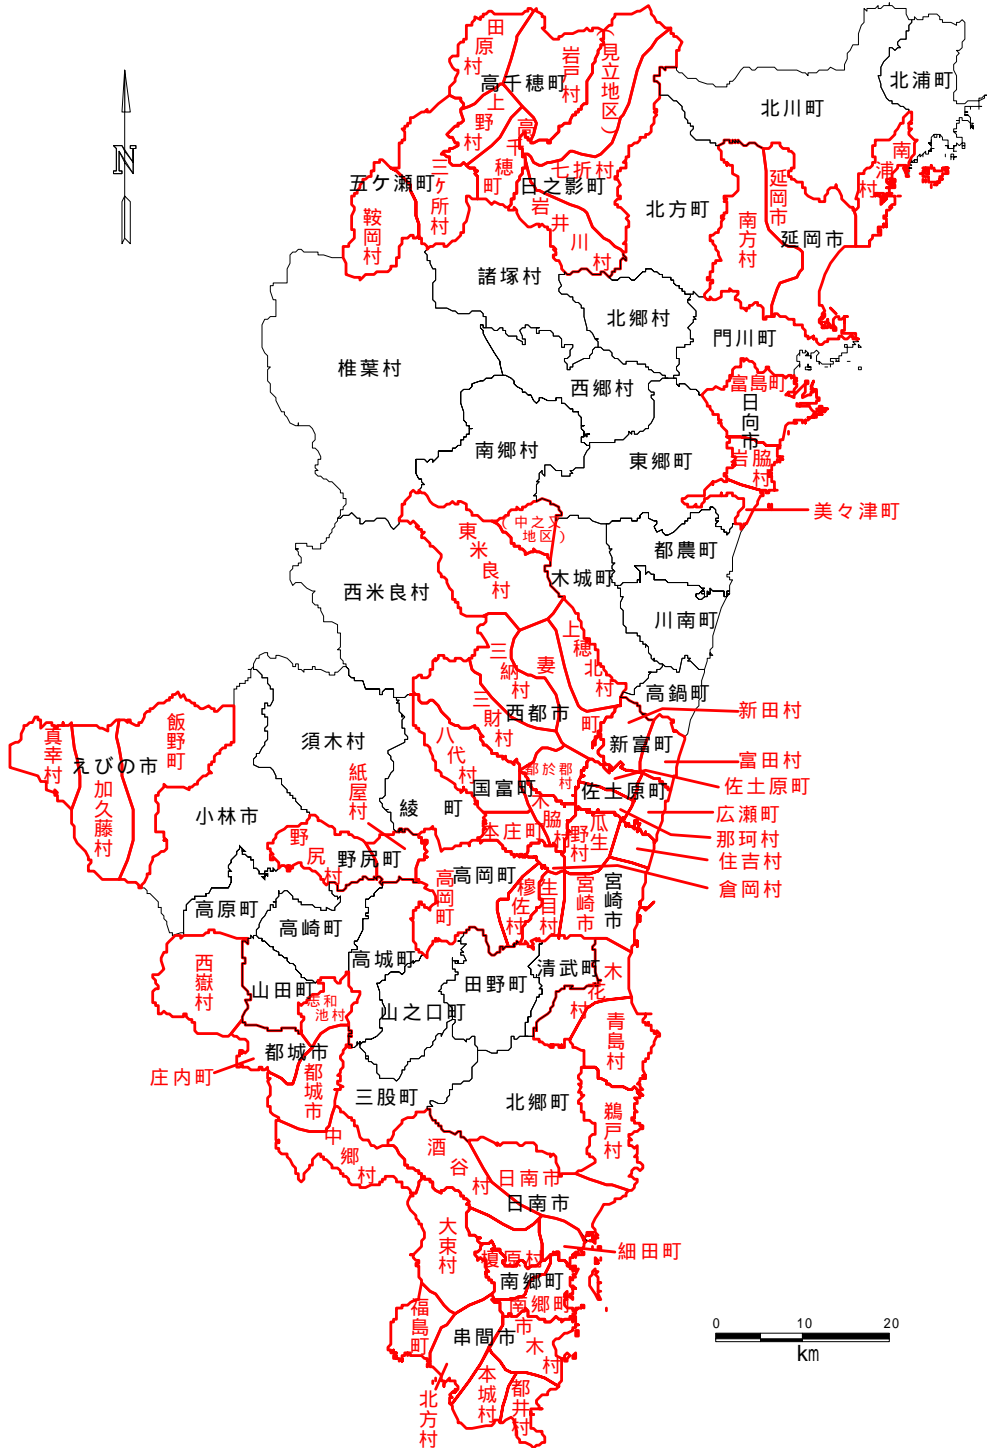 田原村
岩戸村
(見立地区)
高千穂町
北浦町
北川町
上野村
高千穂町
南浦村
N
五ケ瀬町
三ケ所村
七折村
日之影町
延岡市
鞍岡村
岩井川村
北方町
南方村
延岡市
諸塚村
北郷村
門川町
椎葉村
西郷村
富島町
日向市
南郷村
東郷町
岩脇村
美々津町
(中之又地区)
東米良村
都農町
西米良村
木城町
川南町
上穂北村
三納村
妻町
高鍋町
三財村
西都市
新田村
飯野町
真幸村
えびの市
須木村
八代村
新富町
富田村
紙屋村
都於郡村
佐土原町
佐土原町
加久藤村
小林市
綾町
国富町
木脇村
広瀬町
本庄町
瓜生野村
那珂村
住吉村
野尻村
野尻町
高岡町
高岡町
倉岡村
穆佐村
生目村
宮崎市
宮崎市
高原町
高崎町
西嶽村
高城町
田野町
清武町
木花村
山田町
志和池村
山之口町
青島村
都城市
庄内町
都城市
三股町
北郷町
鵜戸村
中郷村
酒谷村
日南市
日南市
大束村
細田町
榎原村
南郷町
南郷町
福島町
串間市
市木村
北方村
本城村
都井村
0 10 20
km